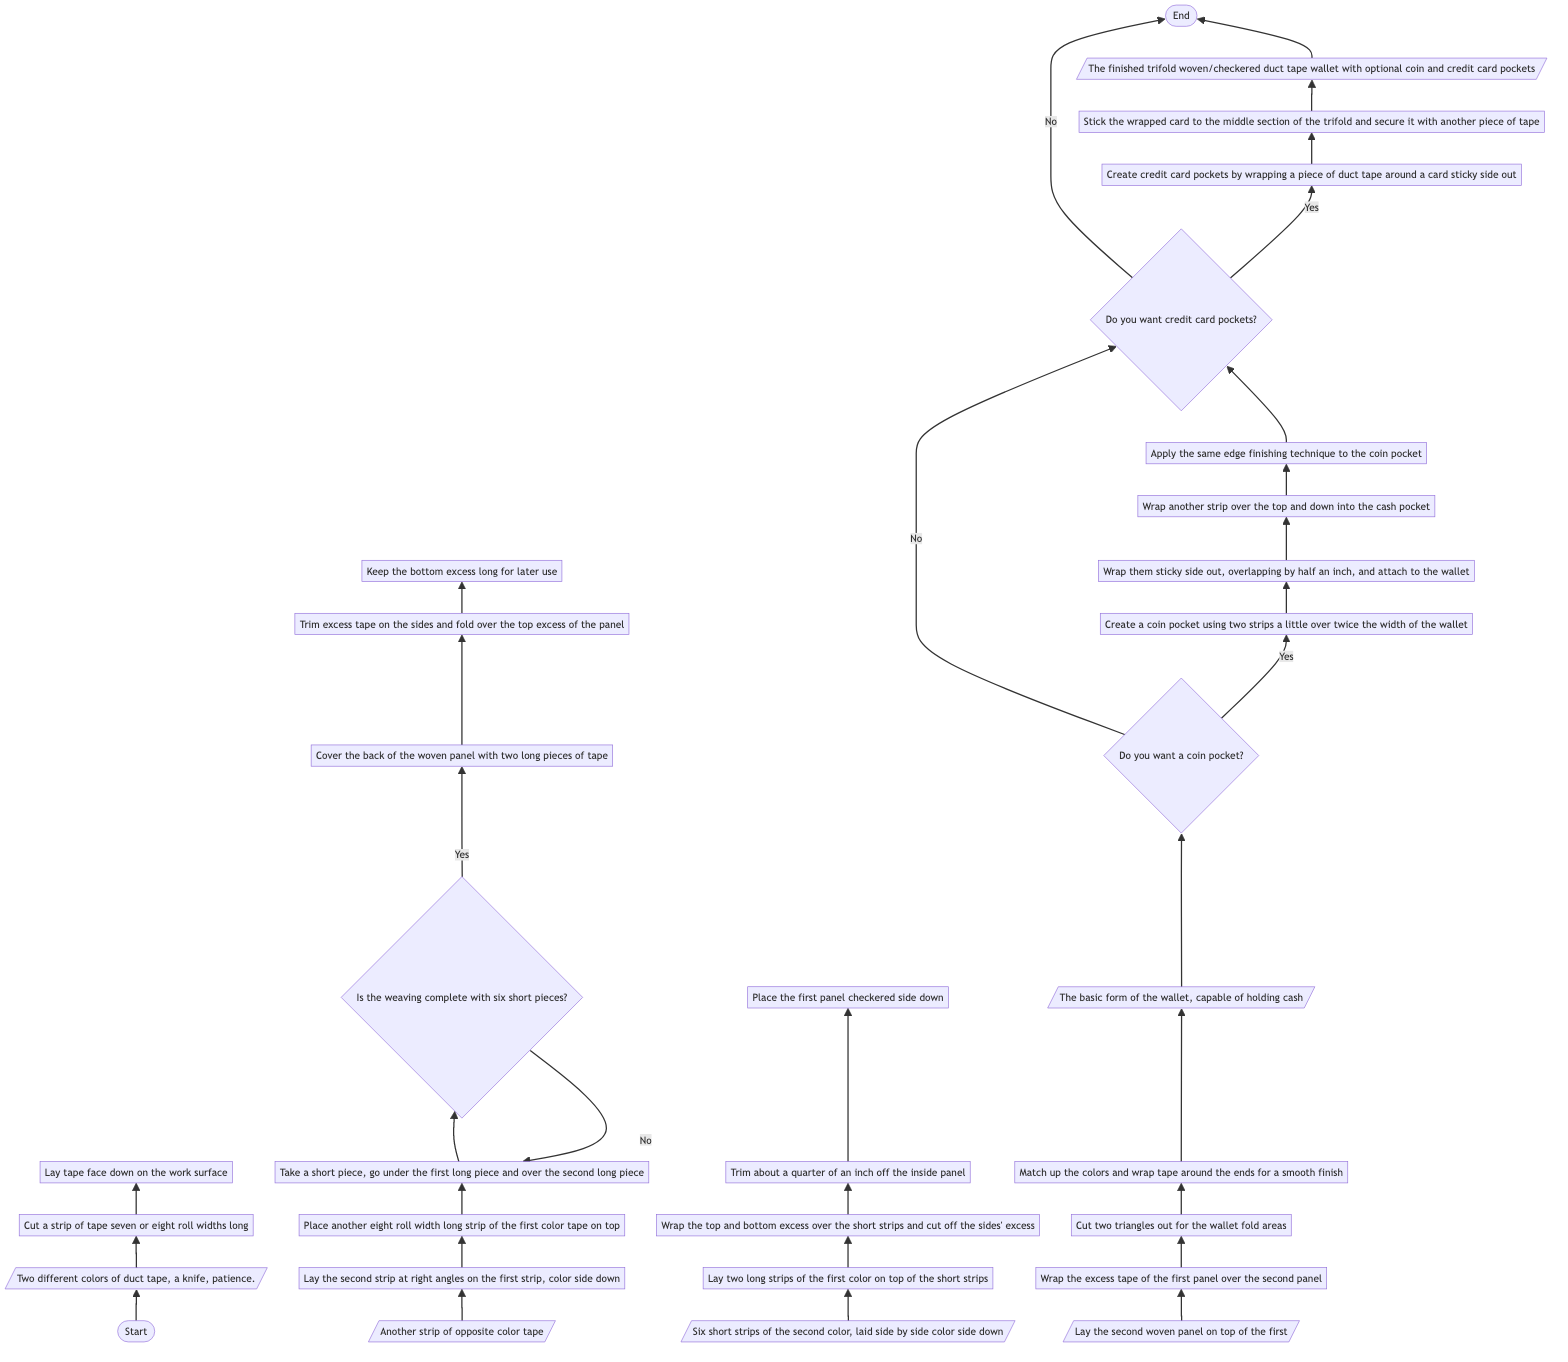 End
The finished trifold woven/checkered duct tape wallet with optional coin and credit card pockets
No
Stick the wrapped card to the middle section of the trifold and secure it with another piece of tape
Create credit card pockets by wrapping a piece of duct tape around a card sticky side out
Yes
Do you want credit card pockets?
Apply the same edge finishing technique to the coin pocket
Wrap another strip over the top and down into the cash pocket
No
Wrap them sticky side out, overlapping by half an inch, and attach to the wallet
Create a coin pocket using two strips a little over twice the width of the wallet
Yes
Do you want a coin pocket?
The basic form of the wallet, capable of holding cash
Match up the colors and wrap tape around the ends for a smooth finish
Cut two triangles out for the wallet fold areas
Wrap the excess tape of the first panel over the second panel
Lay the second woven panel on top of the first
Keep the bottom excess long for later use
Trim excess tape on the sides and fold over the top excess of the panel
Cover the back of the woven panel with two long pieces of tape
Yes
Is the weaving complete with six short pieces?
No
Take a short piece, go under the first long piece and over the second long piece
Place another eight roll width long strip of the first color tape on top
Lay the second strip at right angles on the first strip, color side down
Another strip of opposite color tape
Place the first panel checkered side down
Trim about a quarter of an inch off the inside panel
Wrap the top and bottom excess over the short strips and cut off the sides' excess
Lay two long strips of the first color on top of the short strips
Six short strips of the second color, laid side by side color side down
Lay tape face down on the work surface
Cut a strip of tape seven or eight roll widths long
Two different colors of duct tape, a knife, patience.
Start